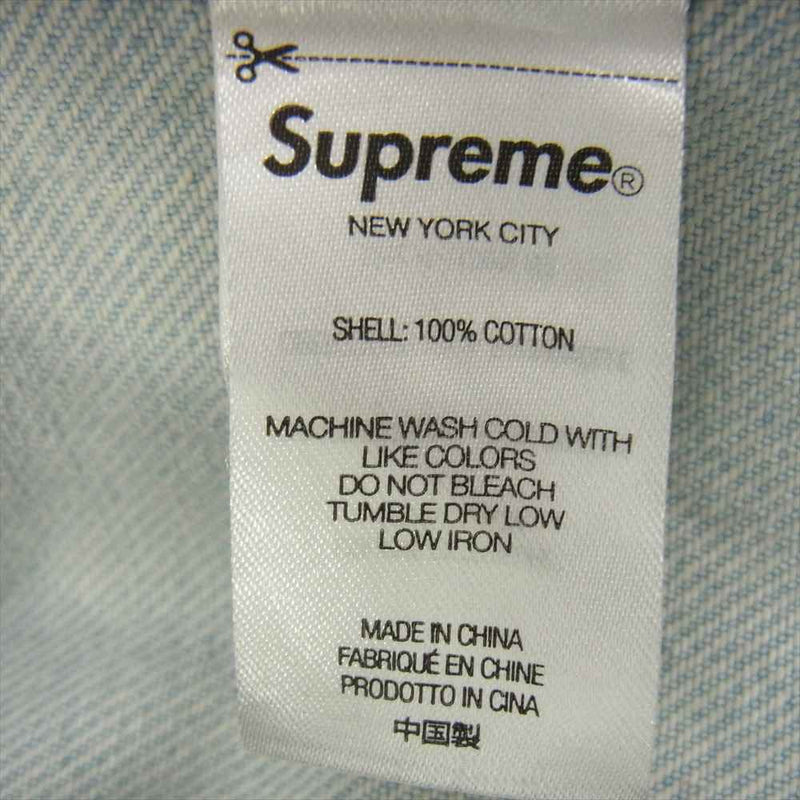 Supreme®
NEW YORK CITY
SHELL: 100% COTTON
MACHINE WASH COLD WITH
LIKE COLORS
DO NOT BLEACH
TUMBLE DRY LOW
LOW IRON
MADE IN CHINA
FABRIQUÉ EN CHINE
PRODOTTO IN CINA
中国製